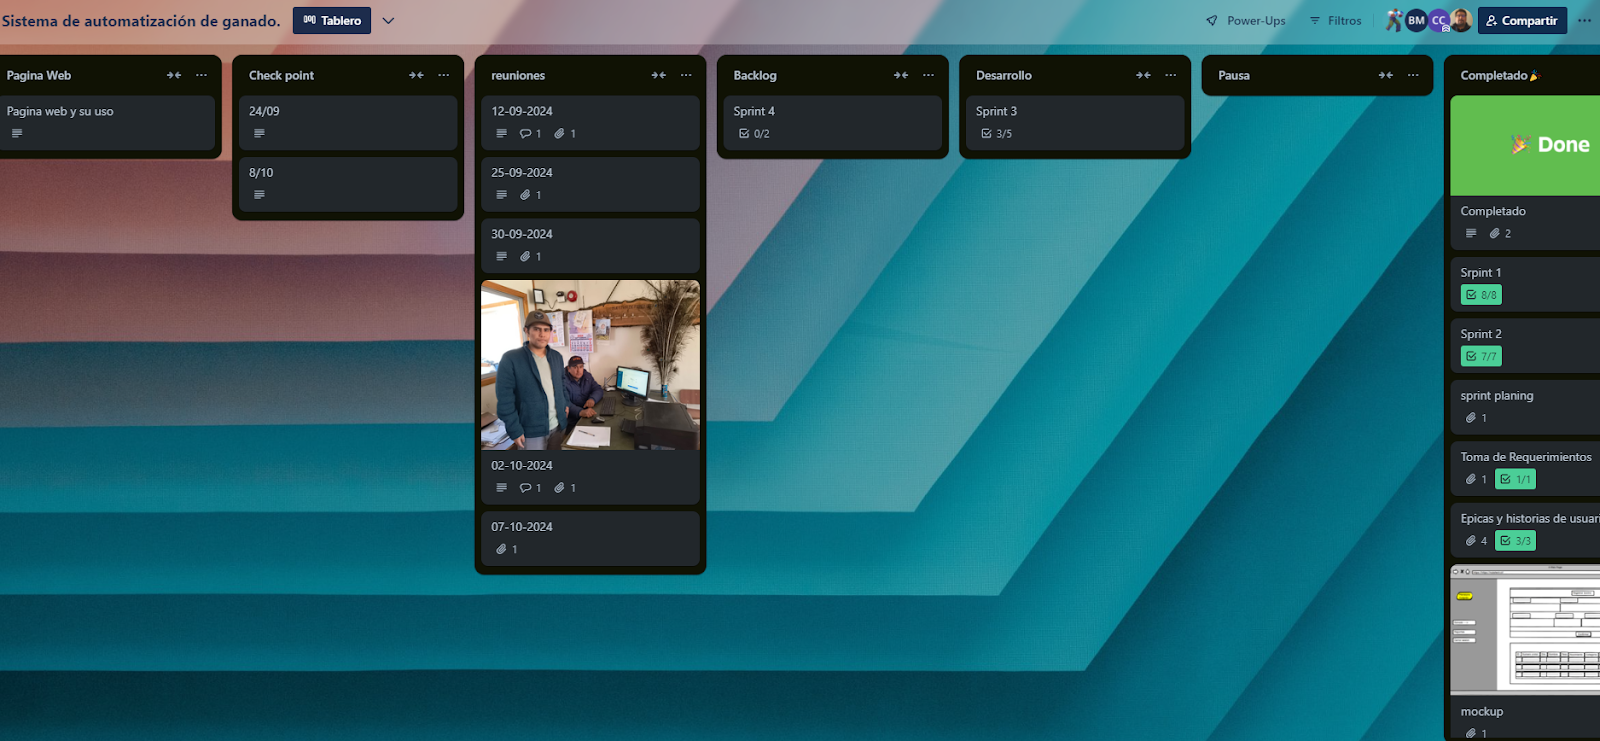 Sistema de automatización de ganado.
Tablero
Power-Ups
Filtros
BM
CC
Compartir
Pagina Web
Pagina web y su uso
Check point
24/09
8/10
reuniones
12-09-2024
1 1
25-09-2024
1
30-09-2024
1
02-10-2024
1 1
07-10-2024
1
Backlog
Sprint 4
0/2
Desarrollo
Sprint 3
3/5
Pausa
Completado🎉
🎉 Done
Completado
2
Srpint 1
8/8
Sprint 2
7/7
sprint planing
1
Toma de Requerimientos
1 1/1
Epicas y historias de usuari
4 3/3
mockup
1